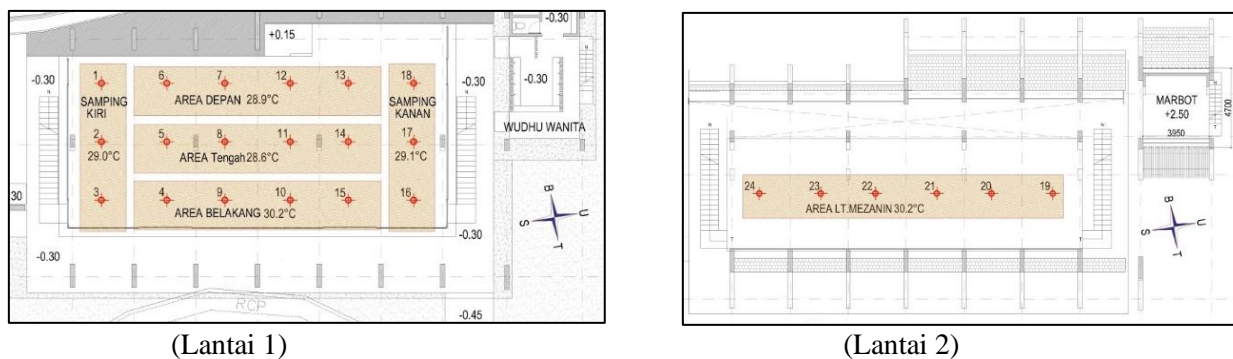 -0.30
+0.15
1
6
7
12
13
18
-0.30
-0.30
-0.30
SAMPING
KIRI
AREA DEPAN 28.9°C
SAMPING
KANAN
WUDHU WANITA
2
5
8
11
14
17
29.0°C
AREA Tengah 28.6°C
29.1°C
3
4
9
10
15
16
30
AREA BELAKANG 30.2°C
-0.30
-0.30
B
U
S
T
RCP
-0.45
(Lantai 1)
MARBOT
+2.50
3950
4700
N
N
24
23
22
21
20
19
AREA LT.MEZANIN 30.2°C
T
T
B
U
S
T
(Lantai 2)